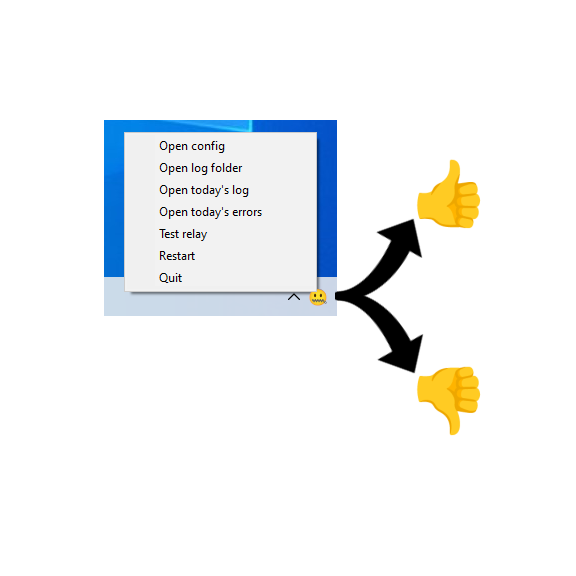 Open config
Open log folder
Open today's log
Open today's errors
Test relay
Restart
Quit